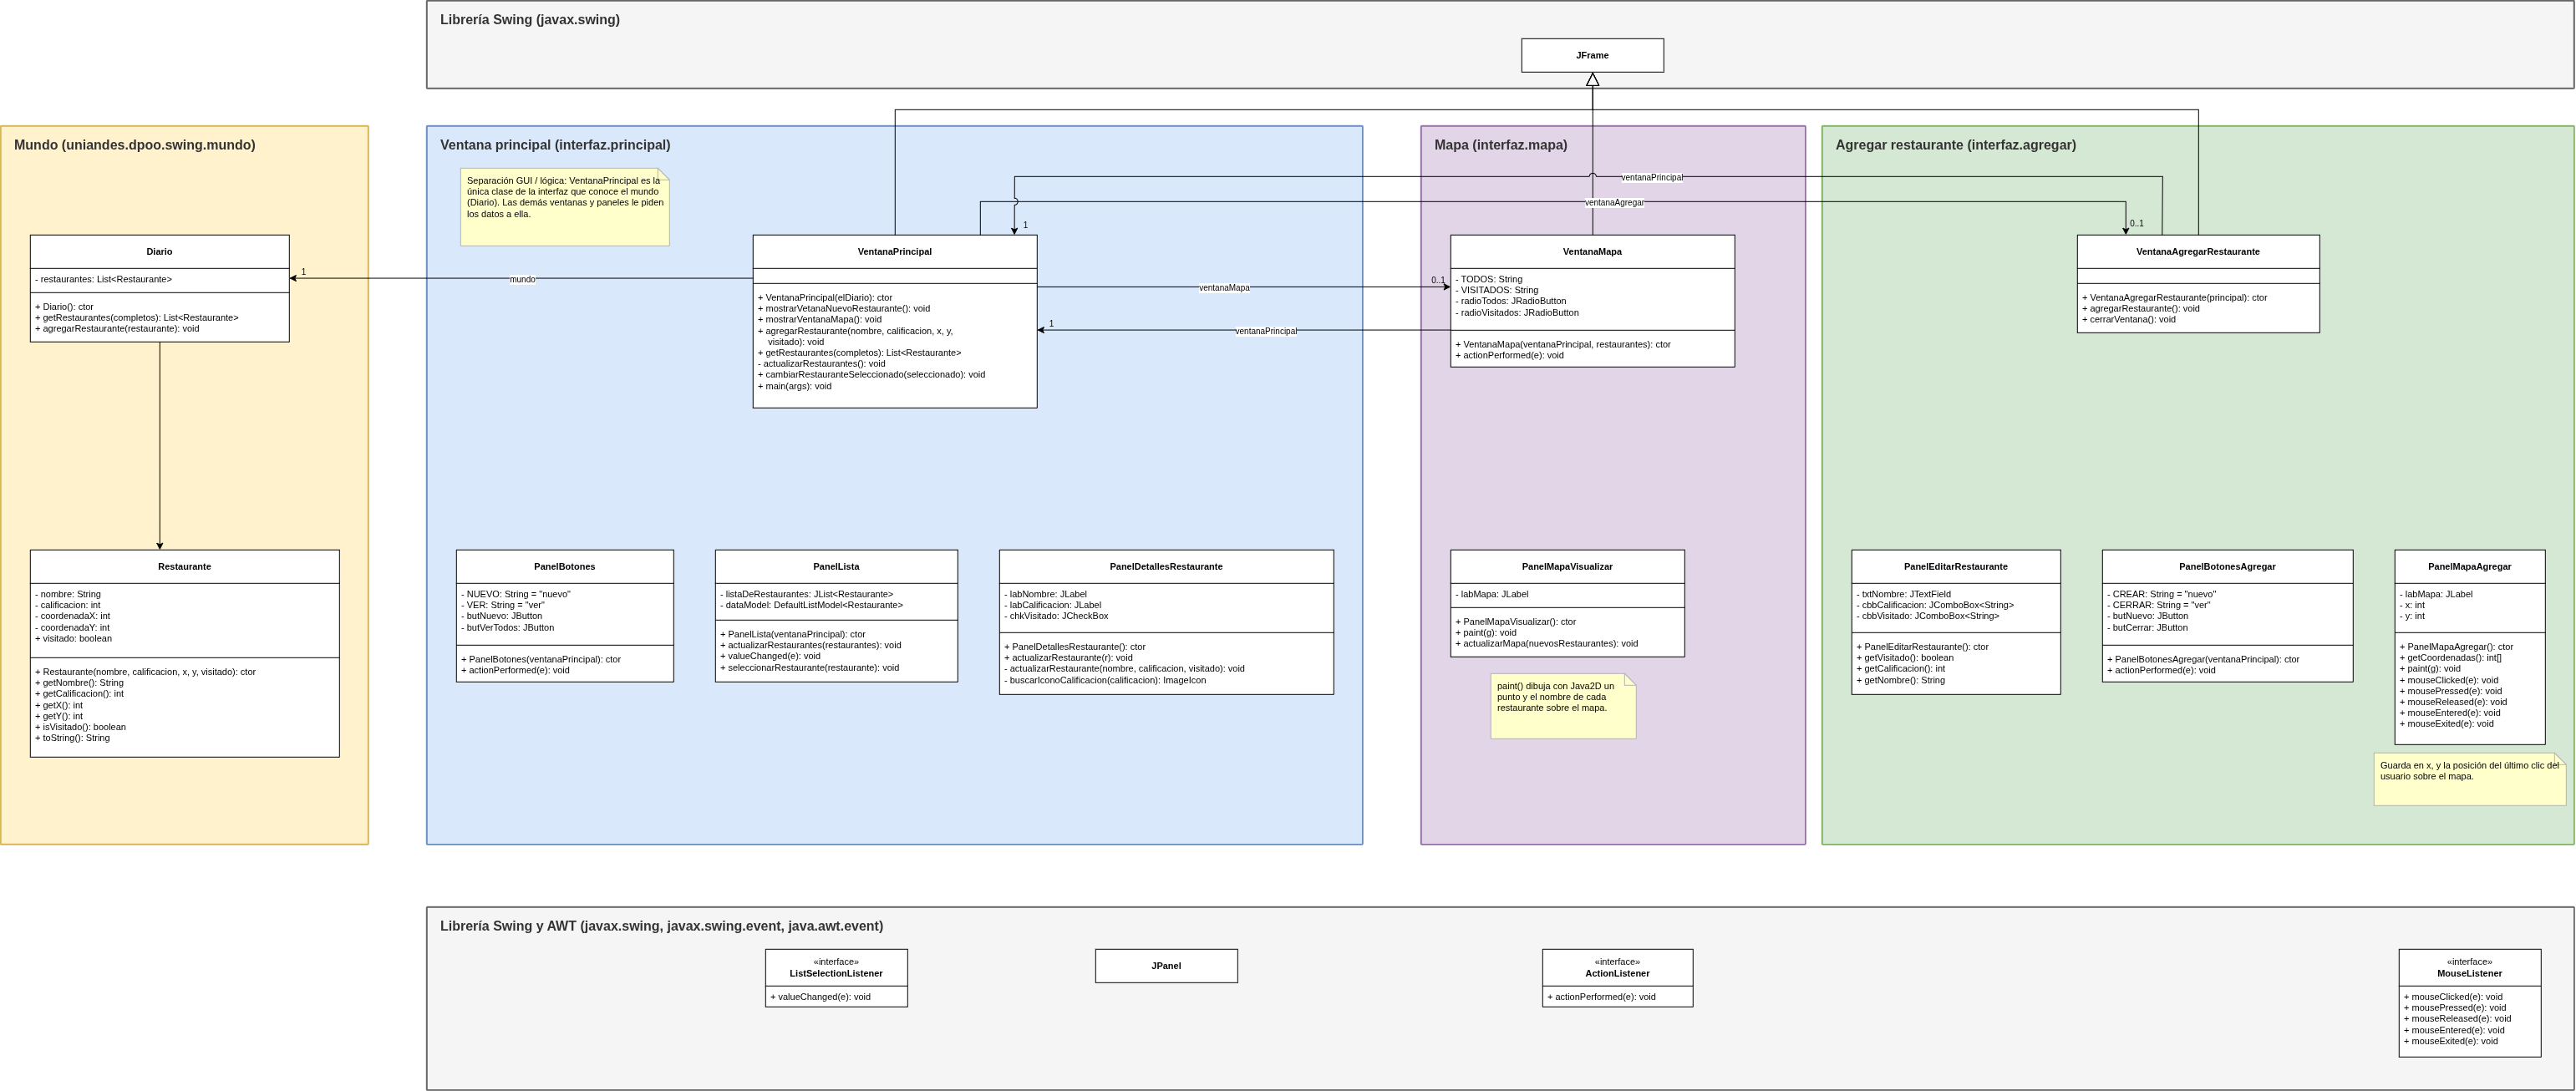 Librería Swing (javax.swing)
JFrame
Mundo (uniandes.dpoo.swing.mundo)
Diario
- restaurantes: List<Restaurante>
+ Diario(): ctor
+ getRestaurantes(completos): List<Restaurante>
+ agregarRestaurante(restaurante): void
Restaurante
- nombre: String
- calificacion: int
- coordenadaX: int
- coordenadaY: int
+ visitado: boolean
+ Restaurante(nombre, calificacion, x, y, visitado): ctor
+ getNombre(): String
+ getCalificacion(): int
+ getX(): int
+ getY(): int
+ isVisitado(): boolean
+ toString(): String
1
mundo
Ventana principal (interfaz.principal)
Separación GUI / lógica: VentanaPrincipal es la
única clase de la interfaz que conoce el mundo
(Diario). Las demás ventanas y paneles le piden
los datos a ella.
VentanaPrincipal
+ VentanaPrincipal(elDiario): ctor
+ mostrarVetanaNuevoRestaurante(): void
+ mostrarVentanaMapa(): void
+ agregarRestaurante(nombre, calificacion, x, y,
visitado): void
+ getRestaurantes(completos): List<Restaurante>
- actualizarRestaurantes(): void
+ cambiarRestauranteSeleccionado(seleccionado): void
+ main(args): void
1
ventanaPrincipal
ventanaAgregar
0..1
ventanaMapa
0..1
1
ventanaPrincipal
PanelBotones
- NUEVO: String = "nuevo"
- VER: String = "ver"
- butNuevo: JButton
- butVerTodos: JButton
+ PanelBotones(ventanaPrincipal): ctor
+ actionPerformed(e): void
PanelLista
- listaDeRestaurantes: JList<Restaurante>
- dataModel: DefaultListModel<Restaurante>
+ PanelLista(ventanaPrincipal): ctor
+ actualizarRestaurantes(restaurantes): void
+ valueChanged(e): void
+ seleccionarRestaurante(restaurante): void
PanelDetallesRestaurante
- labNombre: JLabel
- labCalificacion: JLabel
- chkVisitado: JCheckBox
+ PanelDetallesRestaurante(): ctor
+ actualizarRestaurante(r): void
- actualizarRestaurante(nombre, calificacion, visitado): void
- buscarIconoCalificacion(calificacion): ImageIcon
Mapa (interfaz.mapa)
VentanaMapa
- TODOS: String
- VISITADOS: String
- radioTodos: JRadioButton
- radioVisitados: JRadioButton
+ VentanaMapa(ventanaPrincipal, restaurantes): ctor
+ actionPerformed(e): void
PanelMapaVisualizar
- labMapa: JLabel
+ PanelMapaVisualizar(): ctor
+ paint(g): void
+ actualizarMapa(nuevosRestaurantes): void
paint() dibuja con Java2D un
punto y el nombre de cada
restaurante sobre el mapa.
Agregar restaurante (interfaz.agregar)
VentanaAgregarRestaurante
+ VentanaAgregarRestaurante(principal): ctor
+ agregarRestaurante(): void
+ cerrarVentana(): void
PanelEditarRestaurante
- txtNombre: JTextField
- cbbCalificacion: JComboBox<String>
- cbbVisitado: JComboBox<String>
+ PanelEditarRestaurante(): ctor
+ getVisitado(): boolean
+ getCalificacion(): int
+ getNombre(): String
PanelBotonesAgregar
- CREAR: String = "nuevo"
- CERRAR: String = "ver"
- butNuevo: JButton
- butCerrar: JButton
+ PanelBotonesAgregar(ventanaPrincipal): ctor
+ actionPerformed(e): void
PanelMapaAgregar
- labMapa: JLabel
- x: int
- y: int
+ PanelMapaAgregar(): ctor
+ getCoordenadas(): int[]
+ paint(g): void
+ mouseClicked(e): void
+ mousePressed(e): void
+ mouseReleased(e): void
+ mouseEntered(e): void
+ mouseExited(e): void
Guarda en x, y la posición del último clic del
usuario sobre el mapa.
Librería Swing y AWT (javax.swing, javax.swing.event, java.awt.event)
«interface»
ListSelectionListener
+ valueChanged(e): void
JPanel
«interface»
ActionListener
+ actionPerformed(e): void
«interface»
MouseListener
+ mouseClicked(e): void
+ mousePressed(e): void
+ mouseReleased(e): void
+ mouseEntered(e): void
+ mouseExited(e): void